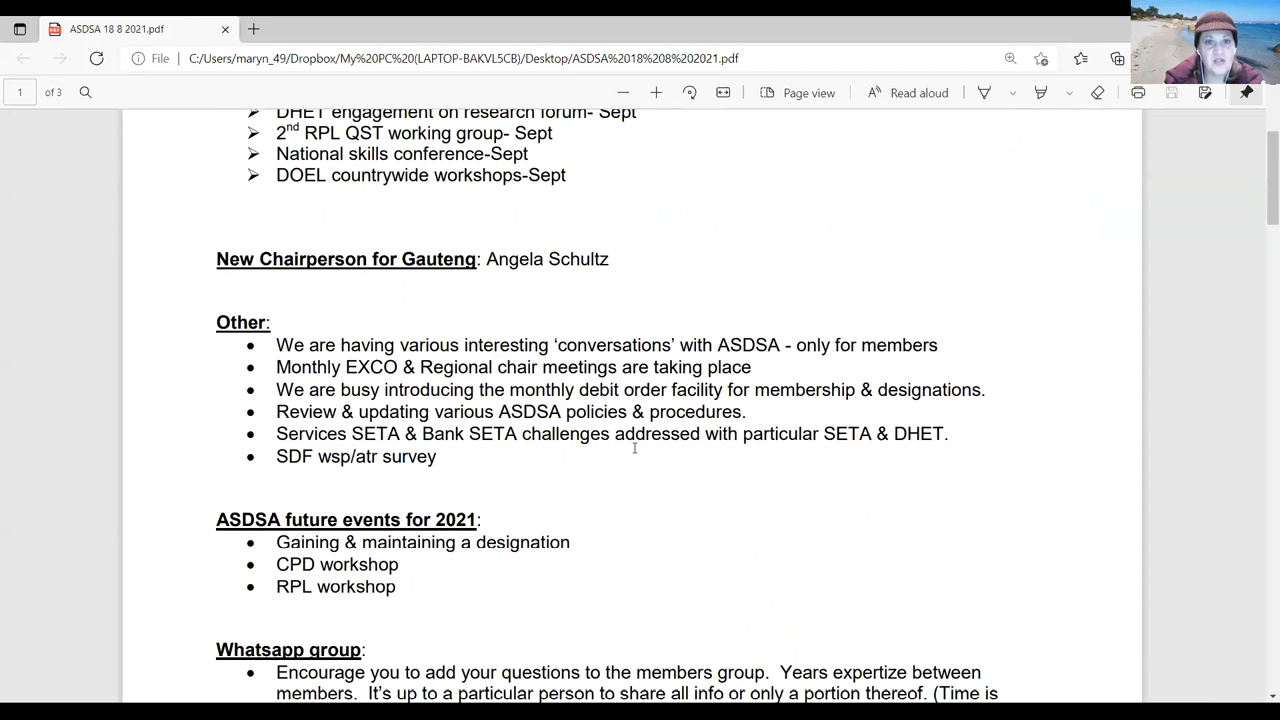 ASDSA 18 8 2021.pdf
File
C:/Users/maryn_49/Dropbox/My%20PC%20(LAPTOP-BAKVL5CB)/Desktop/ASDSA%2018%208%202021.pdf
1 of 3
Page view
Read aloud
DHET engagement on research forum- Sept
2nd RPL QST working group- Sept
National skills conference-Sept
DOEL countrywide workshops-Sept
New Chairperson for Gauteng: Angela Schultz
Other:
We are having various interesting ‘conversations’ with ASDSA - only for members
Monthly EXCO & Regional chair meetings are taking place
We are busy introducing the monthly debit order facility for membership & designations.
Review & updating various ASDSA policies & procedures.
Services SETA & Bank SETA challenges addressed with particular SETA & DHET.
SDF wsp/atr survey
ASDSA future events for 2021:
Gaining & maintaining a designation
CPD workshop
RPL workshop
Whatsapp group:
Encourage you to add your questions to the members group. Years expertize between
members. It’s up to a particular person to share all info or only a portion thereof. (Time is